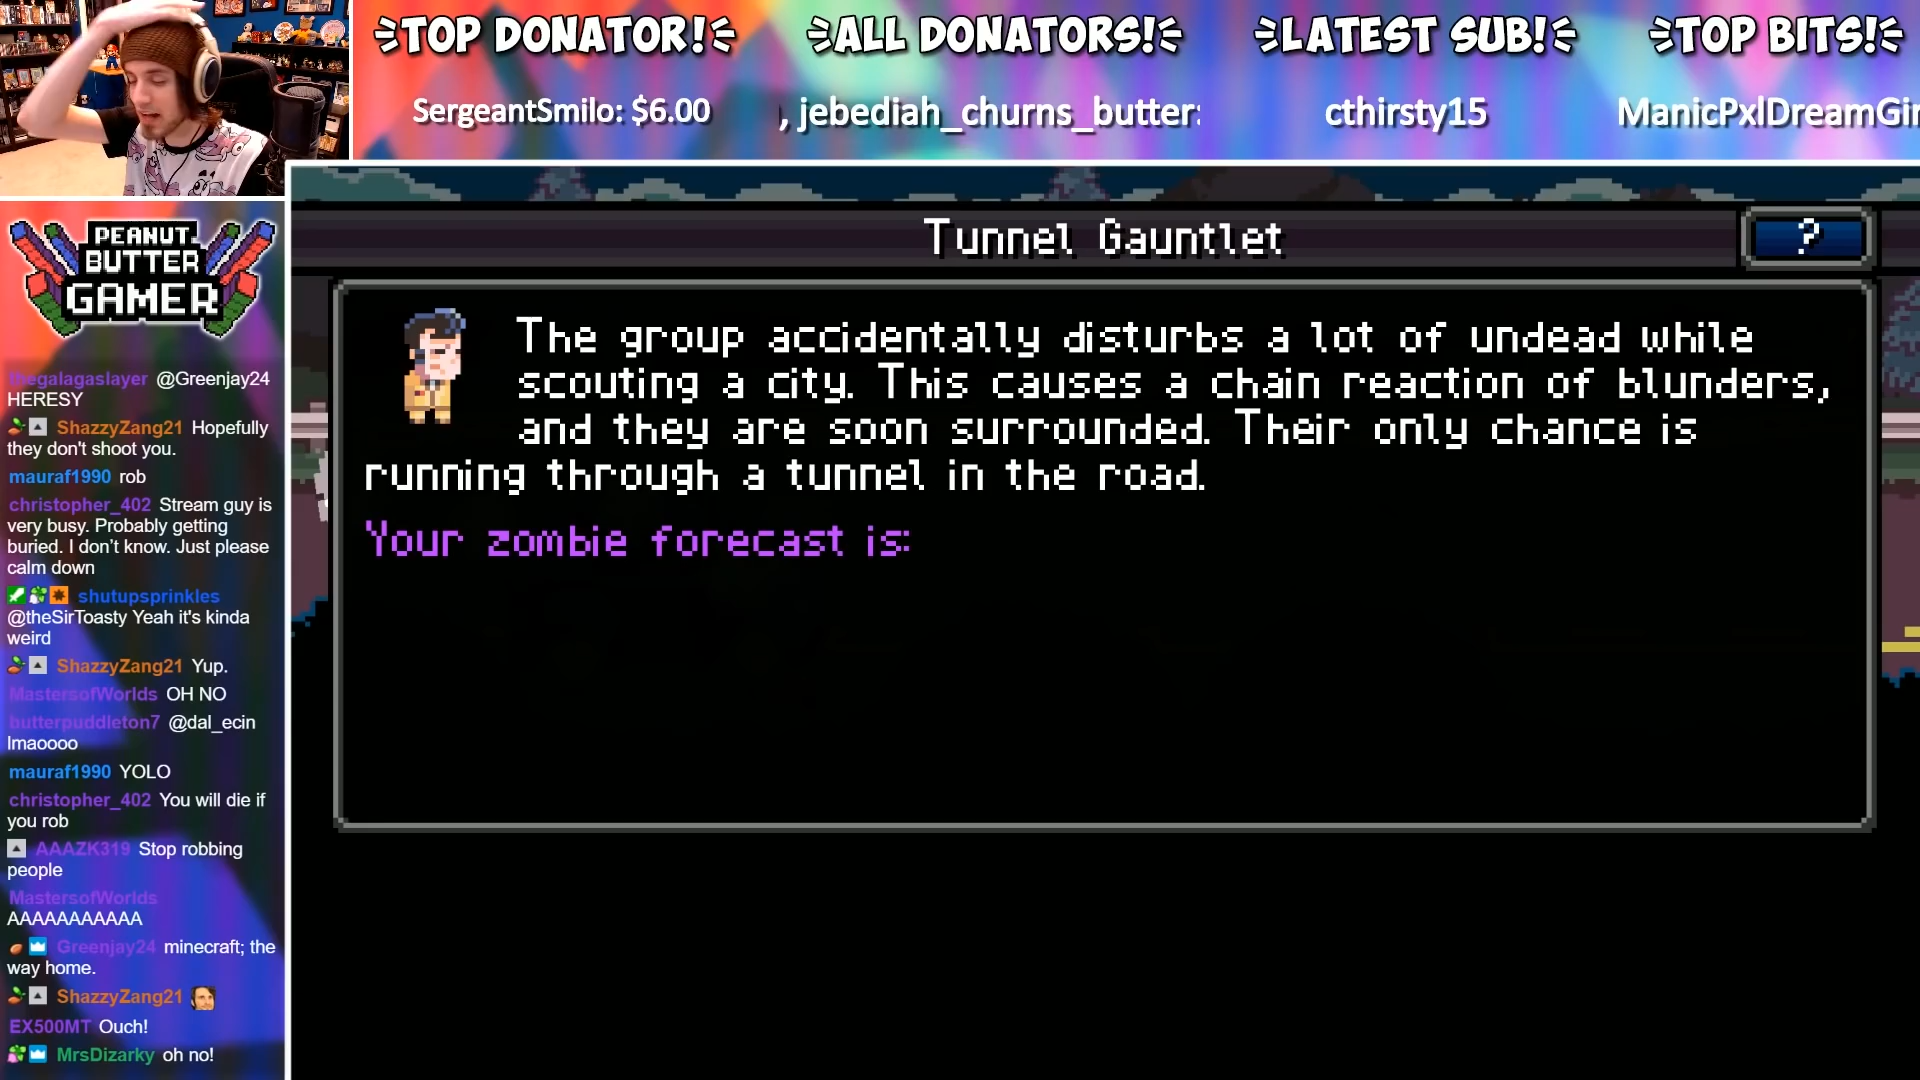 TOP DONATOR!
ALL DONATORS!
LATEST SUB!
TOP BITS!
SergeantSmilo: $6.00
, jebediah_churns_butter:
cthirsty15
ManicPxlDreamGir
PEANUT
BUTTER
GAMER
thegalagaslayer @Greenjay24
HERESY
ShazzyZang21 Hopefully
they don't shoot you.
mauraf1990 rob
christopher_402 Stream guy is
very busy. Probably getting
buried. I don't know. Just please
calm down
shutupsprinkles
@theSirToasty Yeah it's kinda
weird
ShazzyZang21 Yup.
MastersofWorlds OH NO
butterpuddleton7 @dal_ecin
lmaoooo
mauraf1990 YOLO
christopher_402 You will die if
you rob
AAAZK319 Stop robbing
people
MastersofWorlds
AAAAAAAAAAA
Greenjay24 minecraft; the
way home.
ShazzyZang21
EX500MT Ouch!
MrsDizarky oh no!
Tunnel Gauntlet
?
The group accidentally disturbs a lot of undead while
scouting a city. This causes a chain reaction of blunders,
and they are soon surrounded. Their only chance is
running through a tunnel in the road.
Your zombie forecast is: